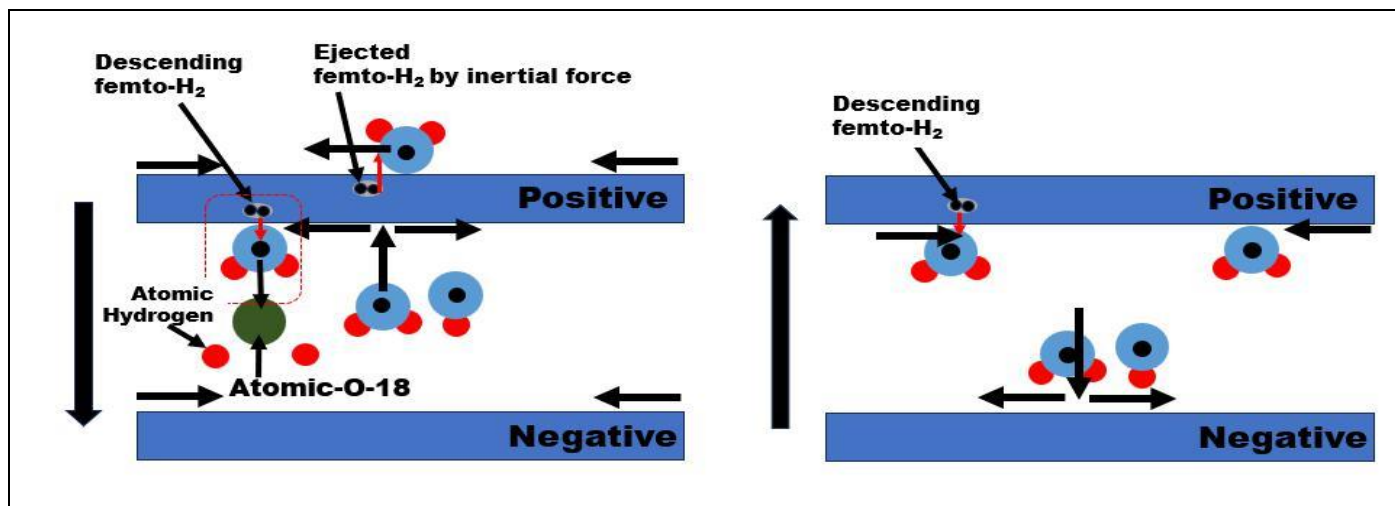 Descending
femto-H₂
Ejected
femto-H₂ by inertial force
Positive
Atomic
Hydrogen
Atomic-O-18
Negative
Descending
femto-H₂
Positive
Negative